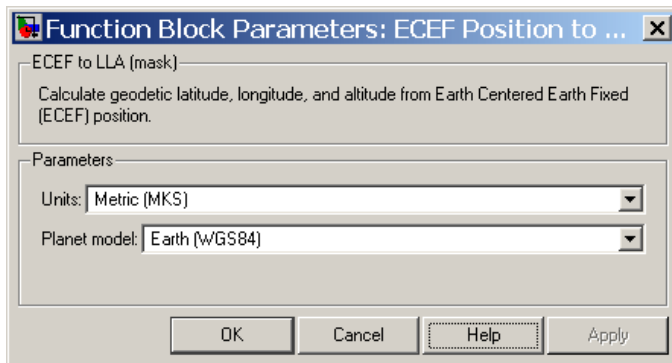 Function Block Parameters: ECEF Position to ...
ECEF to LLA (mask)
Calculate geodetic latitude, longitude, and altitude from Earth Centered Earth Fixed
(ECEF) position.
Parameters
Units: Metric (MKS)
Planet model: Earth (WGS84)
OK Cancel Help Apply